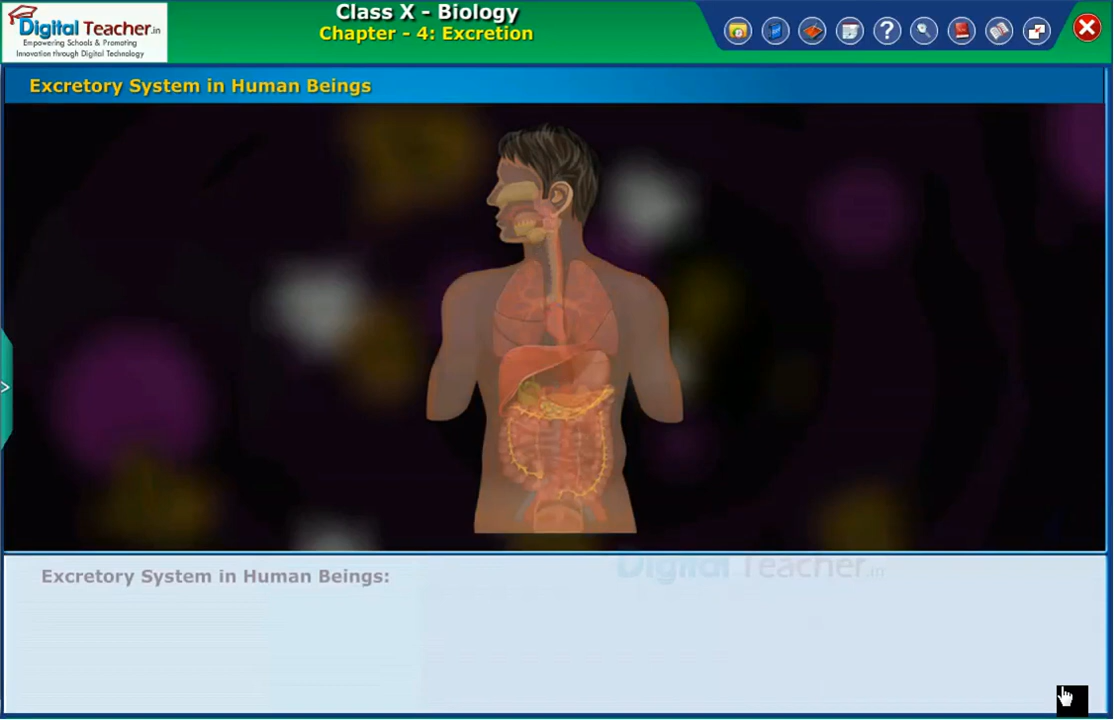 Digital Teacher.in
Empowering Schools & Promoting
Innovation through Digital Technology
Class X - Biology
Chapter - 4: Excretion
?
Excretory System in Human Beings
>
Excretory System in Human Beings:
Digital Teacher.in